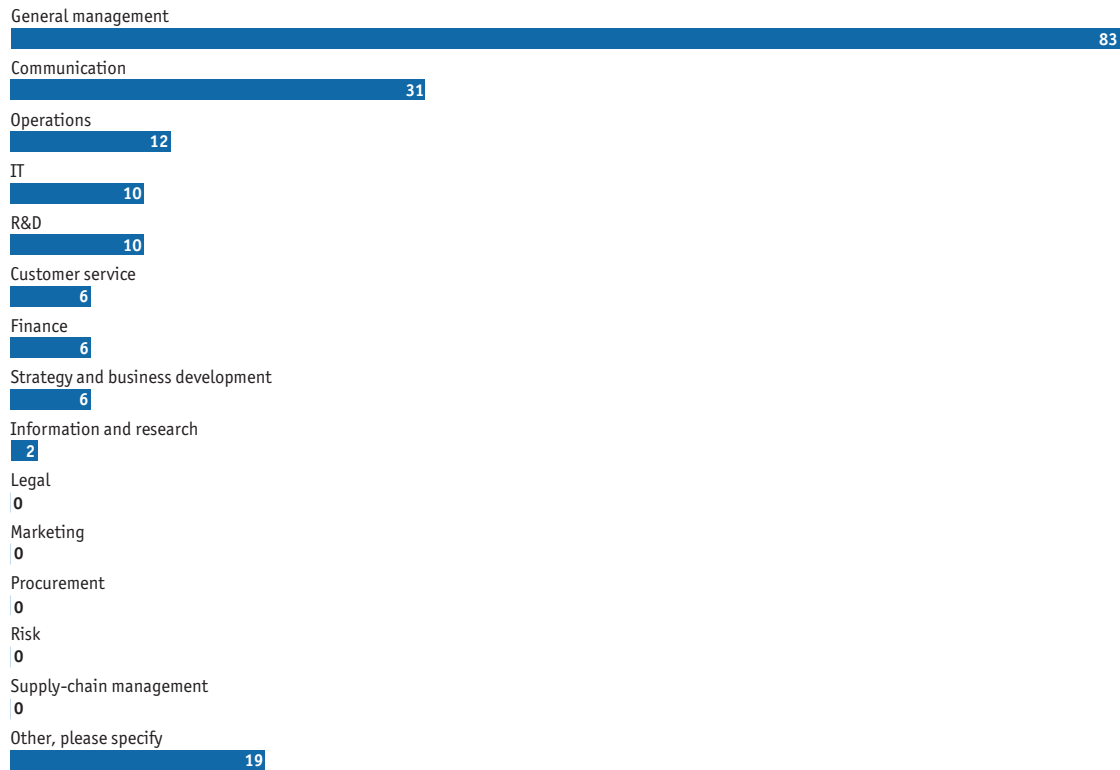 General management
83
Communication
31
Operations
12
IT
10
R&D
10
Customer service
6
Finance
6
Strategy and business development
6
Information and research
2
Legal
0
Marketing
0
Procurement
0
Risk
0
Supply-chain management
0
Other, please specify
19